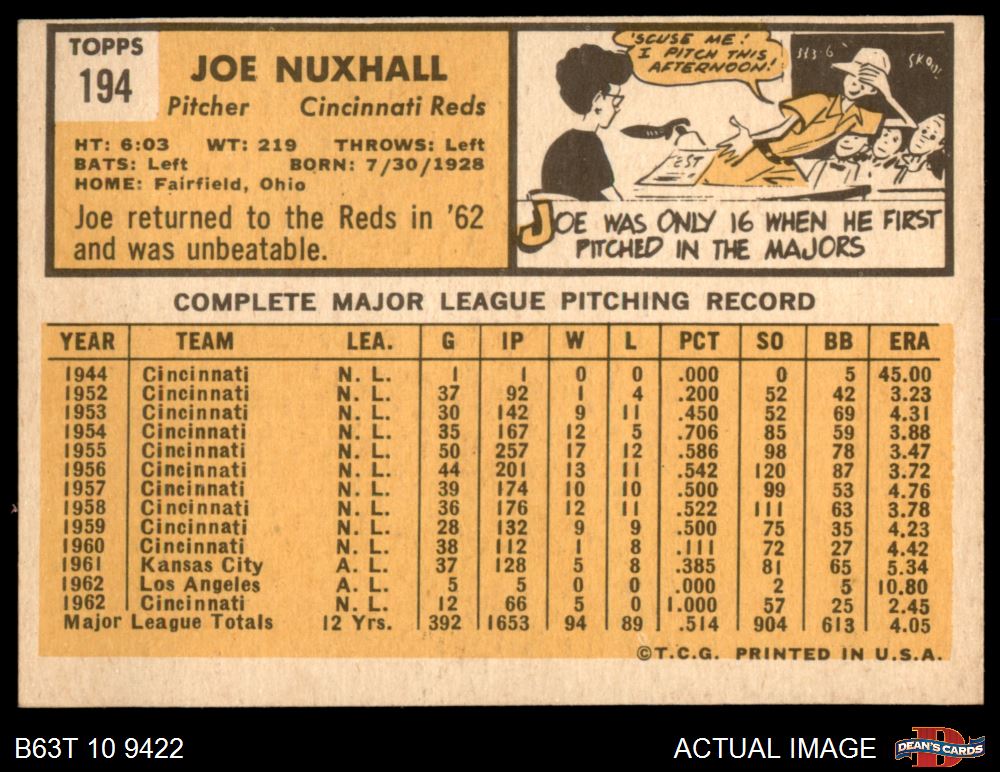 TOPPS
194
JOE NUXHALL
Pitcher Cincinnati Reds
HT: 6:03 WT: 219 THROWS: Left
BATS: Left BORN: 7/30/1928
HOME: Fairfield, Ohio
Joe returned to the Reds in '62
and was unbeatable.
'SCUSE ME!
I PITCH THIS
AFTERNOON!
TEST
JOE WAS ONLY 16 WHEN HE FIRST
PITCHED IN THE MAJORS
COMPLETE MAJOR LEAGUE PITCHING RECORD
YEAR TEAM LEA. G IP W L PCT SO BB ERA
1944 Cincinnati N. L. 1 1 0 0 .000 0 5 45.00
1952 Cincinnati N. L. 37 92 1 4 .200 52 42 3.23
1953 Cincinnati N. L. 30 142 9 11 .450 52 69 4.31
1954 Cincinnati N. L. 35 167 12 5 .706 85 59 3.88
1955 Cincinnati N. L. 50 257 17 12 .586 98 78 3.47
1956 Cincinnati N. L. 44 201 13 11 .542 120 87 3.72
1957 Cincinnati N. L. 39 174 10 10 .500 99 53 4.76
1958 Cincinnati N. L. 36 176 12 11 .522 111 63 3.78
1959 Cincinnati N. L. 28 132 9 9 .500 75 35 4.23
1960 Cincinnati N. L. 38 112 1 8 .111 72 27 4.42
1961 Kansas City A. L. 37 128 5 8 .385 81 65 5.34
1962 Los Angeles A. L. 5 5 0 0 .000 2 5 10.80
1962 Cincinnati N. L. 12 66 5 0 1.000 57 25 2.45
Major League Totals 12 Yrs. 392 1653 94 89 .514 904 613 4.05
©T.C.G. PRINTED IN U.S.A.
B63T 10 9422
ACTUAL IMAGE
DEAN'S CARDS